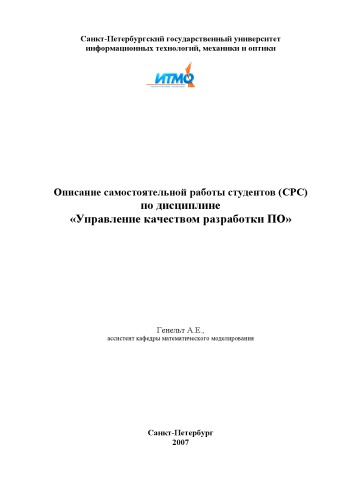 Санкт-Петербургский государственный университет
информационных технологий, механики и оптики
ИТМО
Описание самостоятельной работы студентов (СРС)
по дисциплине
«Управление качеством разработки ПО»
Генельт А.Е.,
ассистент кафедры математического моделирования
Санкт-Петербург
2007